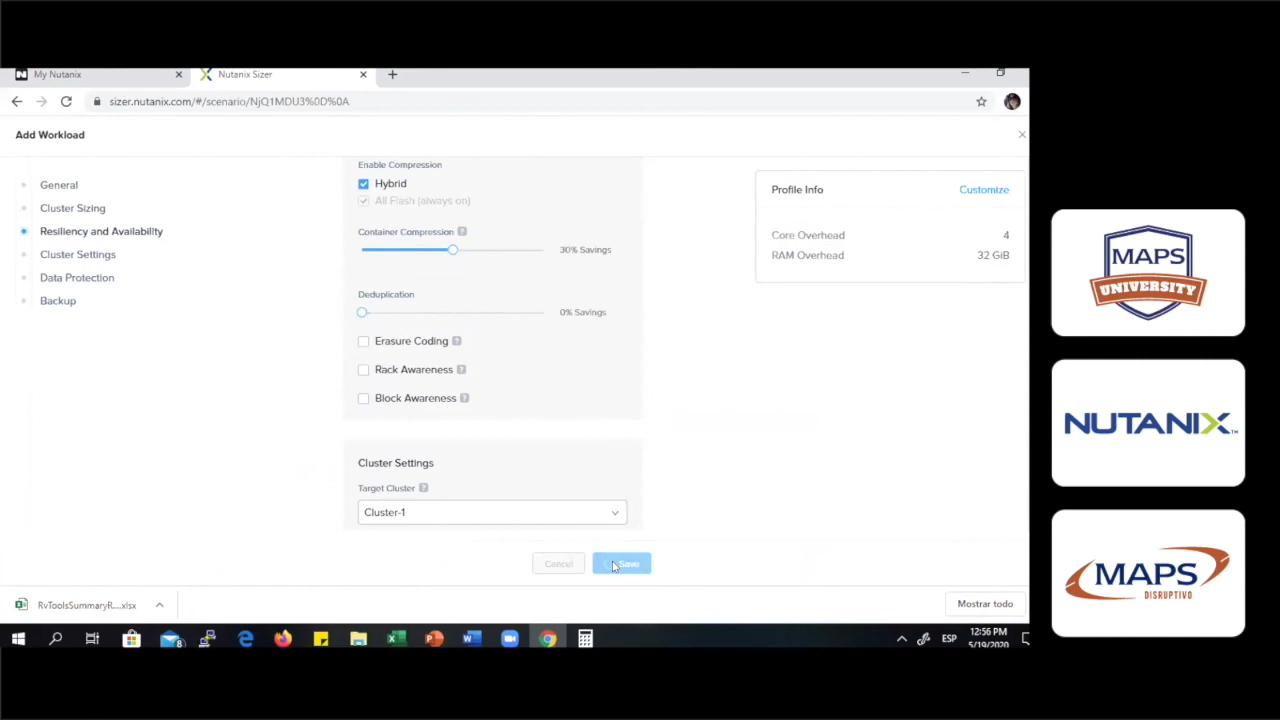 My Nutanix
Nutanix Sizer
sizer.nutanix.com/#/scenario/NjQ1MDU3%0D%0A
Add Workload
General
Cluster Sizing
Resiliency and Availability
Cluster Settings
Data Protection
Backup
Enable Compression
Hybrid
All Flash (always on)
Container Compression ?
30% Savings
Deduplication
0% Savings
Erasure Coding ?
Rack Awareness ?
Block Awareness ?
Cluster Settings
Target Cluster ?
Cluster-1
Cancel
Save
Profile Info
Customize
Core Overhead 4
RAM Overhead 32 GiB
RvToolsSummaryR....xlsx
Mostrar todo
8
ESP
12:56 PM
5/19/2020
MAPS
UNIVERSITY
NUTANIX™
MAPS
DISRUPTIVO